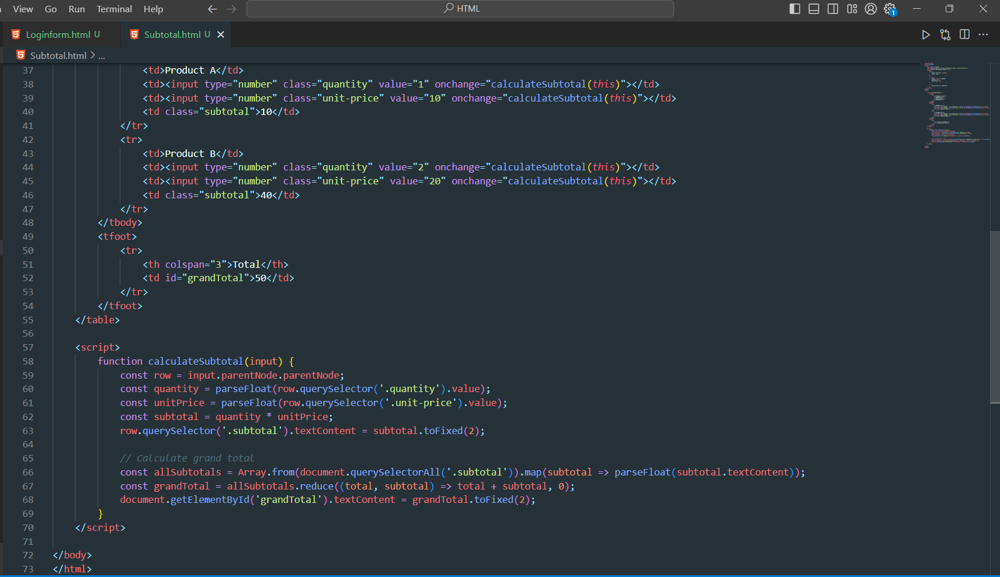 View Go Run Terminal Help HTML
Loginform.html U Subtotal.html U
Subtotal.html > ...
37 <td>Product A</td>
38 <td><input type="number" class="quantity" value="1" onchange="calculateSubtotal(this)"></td>
39 <td><input type="number" class="unit-price" value="10" onchange="calculateSubtotal(this)"></td>
40 <td class="subtotal">10</td>
41 </tr>
42 <tr>
43 <td>Product B</td>
44 <td><input type="number" class="quantity" value="2" onchange="calculateSubtotal(this)"></td>
45 <td><input type="number" class="unit-price" value="20" onchange="calculateSubtotal(this)"></td>
46 <td class="subtotal">40</td>
47 </tr>
48 </tbody>
49 <tfoot>
50 <tr>
51 <th colspan="3">Total</th>
52 <td id="grandTotal">50</td>
53 </tr>
54 </tfoot>
55 </table>
56
57 <script>
58 function calculateSubtotal(input) {
59 const row = input.parentNode.parentNode;
60 const quantity = parseFloat(row.querySelector('.quantity').value);
61 const unitPrice = parseFloat(row.querySelector('.unit-price').value);
62 const subtotal = quantity * unitPrice;
63 row.querySelector('.subtotal').textContent = subtotal.toFixed(2);
64
65 // Calculate grand total
66 const allSubtotals = Array.from(document.querySelectorAll('.subtotal')).map(subtotal => parseFloat(subtotal.textContent));
67 const grandTotal = allSubtotals.reduce((total, subtotal) => total + subtotal, 0);
68 document.getElementById('grandTotal').textContent = grandTotal.toFixed(2);
69 }
70 </script>
71
72 </body>
73 </html>